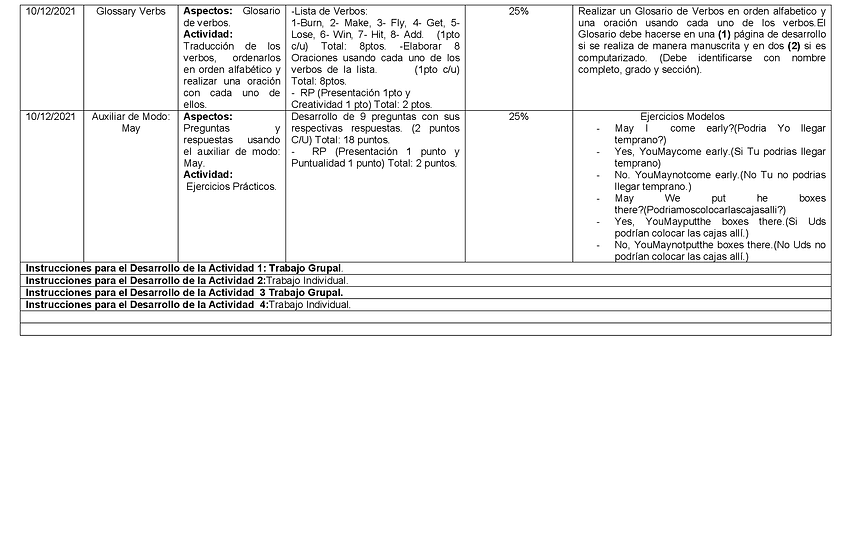 10/12/2021
Glossary Verbs
Aspectos: Glosario
de verbos.
Actividad:
Traducción de los
verbos, ordenarlos
en orden alfabético y
realizar una oración
con cada uno de
ellos.
-Lista de Verbos:
1-Burn, 2- Make, 3- Fly, 4- Get, 5-
Lose, 6- Win, 7- Hit, 8- Add. (1pto
c/u) Total: 8ptos. -Elaborar 8
Oraciones usando cada uno de los
verbos de la lista. (1pto c/u)
Total: 8ptos.
- RP (Presentación 1pto y
Creatividad 1 pto) Total: 2 ptos.
25%
Realizar un Glosario de Verbos en orden alfabetico y
una oración usando cada uno de los verbos.El
Glosario debe hacerse en una (1) página de desarrollo
si se realiza de manera manuscrita y en dos (2) si es
computarizado. (Debe identificarse con nombre
completo, grado y sección).
10/12/2021
Auxiliar de Modo:
May
Aspectos:
Preguntas y
respuestas usando
el auxiliar de modo:
May.
Actividad:
Ejercicios Prácticos.
Desarrollo de 9 preguntas con sus
respectivas respuestas. (2 puntos
C/U) Total: 18 puntos.
- RP (Presentación 1 punto y
Puntualidad 1 punto) Total: 2 puntos.
25%
Ejercicios Modelos
- May I come early?(Podria Yo llegar
temprano?)
- Yes, YouMaycome early.(Si Tu podrias llegar
temprano)
- No. YouMaynotcome early.(No Tu no podrias
llegar temprano.)
- May We put he boxes
there?(Podriamoscolocarlascajasalli?)
- Yes, YouMayputthe boxes there.(Si Uds
podrían colocar las cajas allí.)
- No, YouMaynotputthe boxes there.(No Uds no
podrían colocar las cajas allí.)
Instrucciones para el Desarrollo de la Actividad 1: Trabajo Grupal.
Instrucciones para el Desarrollo de la Actividad 2:Trabajo Individual.
Instrucciones para el Desarrollo de la Actividad 3 Trabajo Grupal.
Instrucciones para el Desarrollo de la Actividad 4:Trabajo Individual.